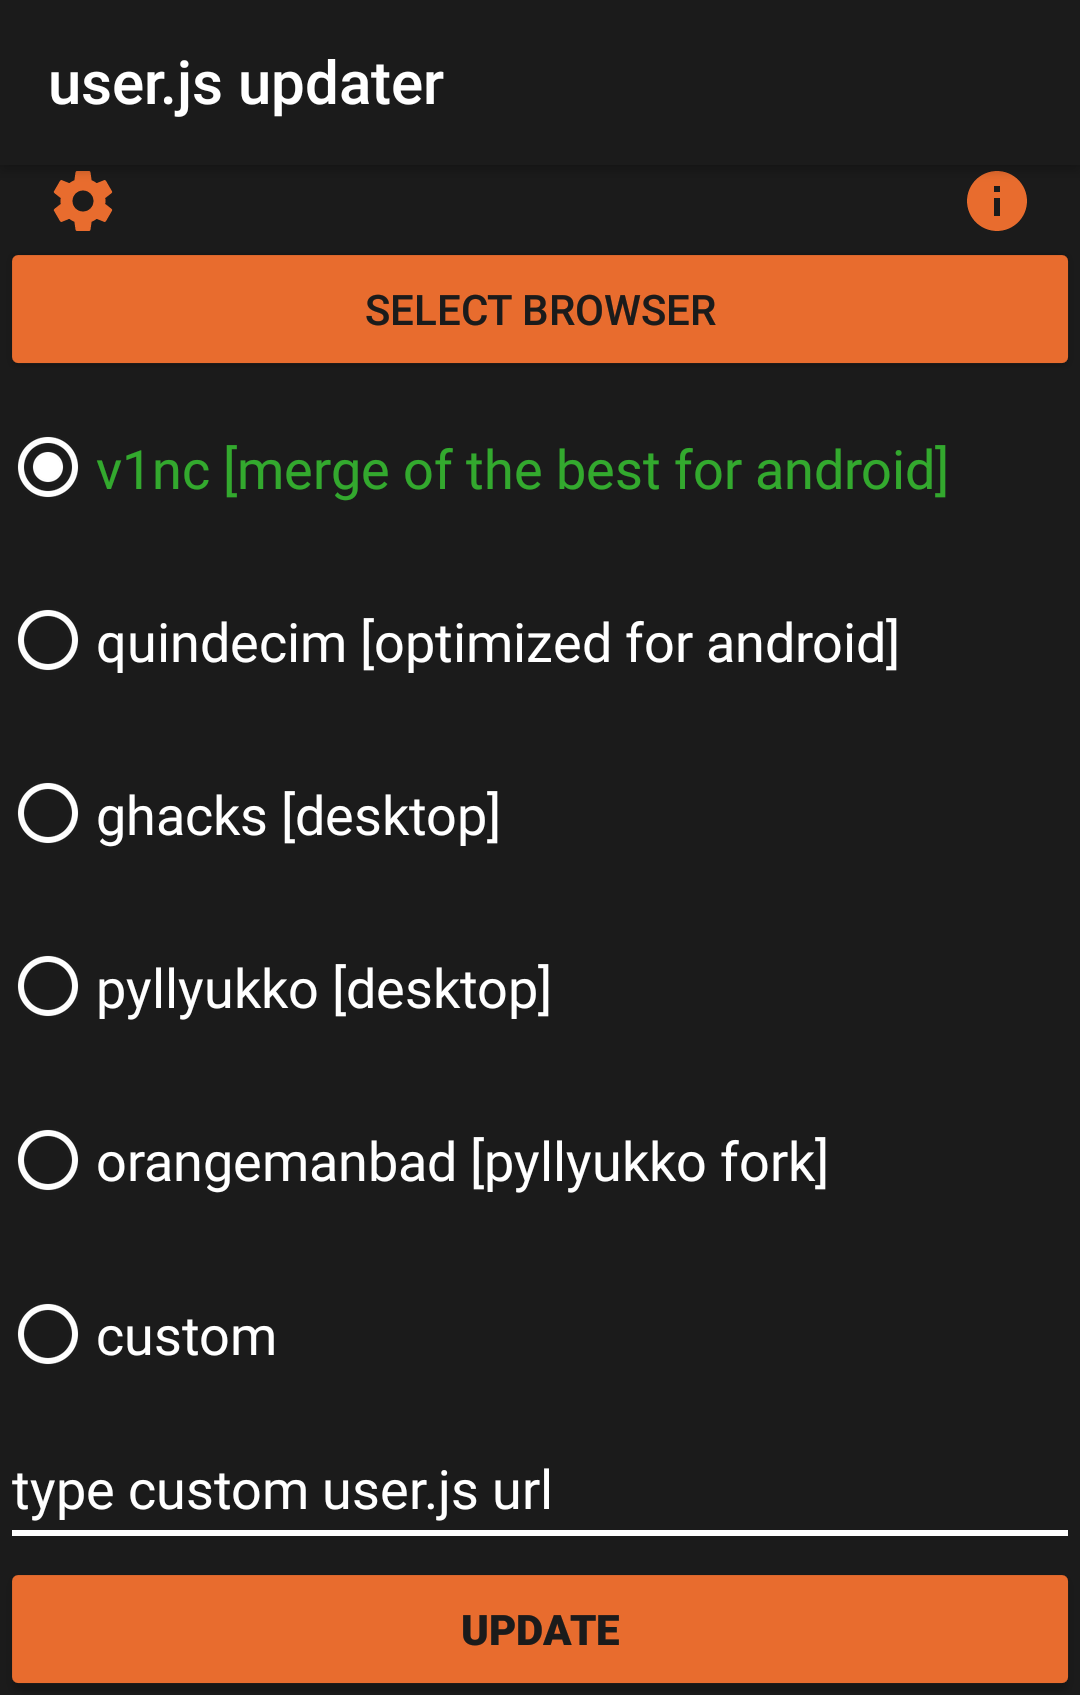 user.js updater
SELECT BROWSER
v1nc [merge of the best for android]
quindecim [optimized for android]
ghacks [desktop]
pyllyukko [desktop]
orangemanbad [pyllyukko fork]
custom
type custom user.js url
UPDATE